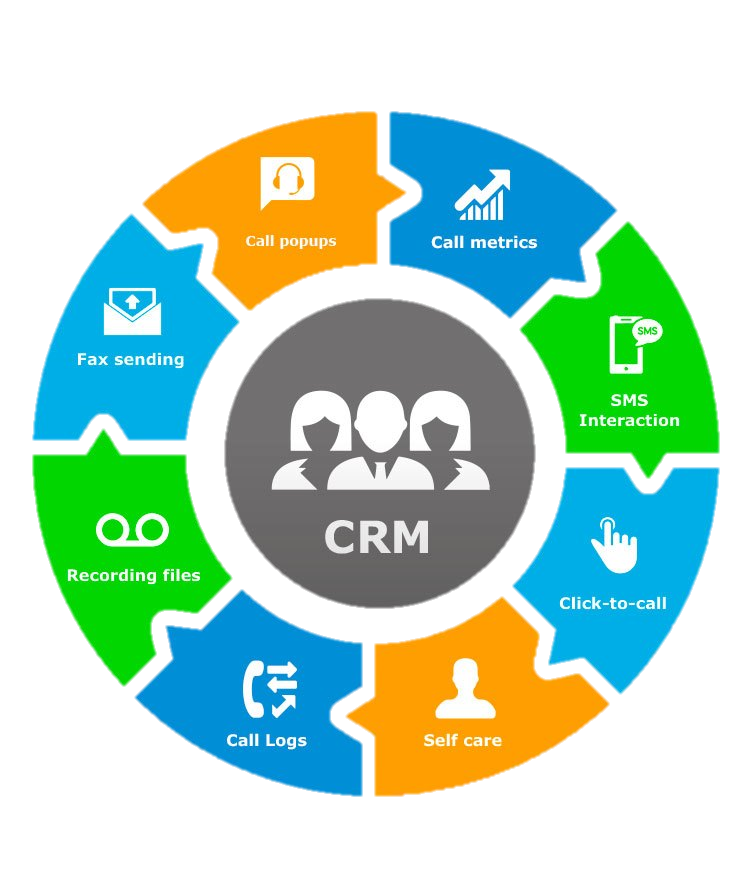 Call popups
Call metrics
SMS
SMS
Interaction
Click-to-call
Self care
Call Logs
Recording files
Fax sending
CRM